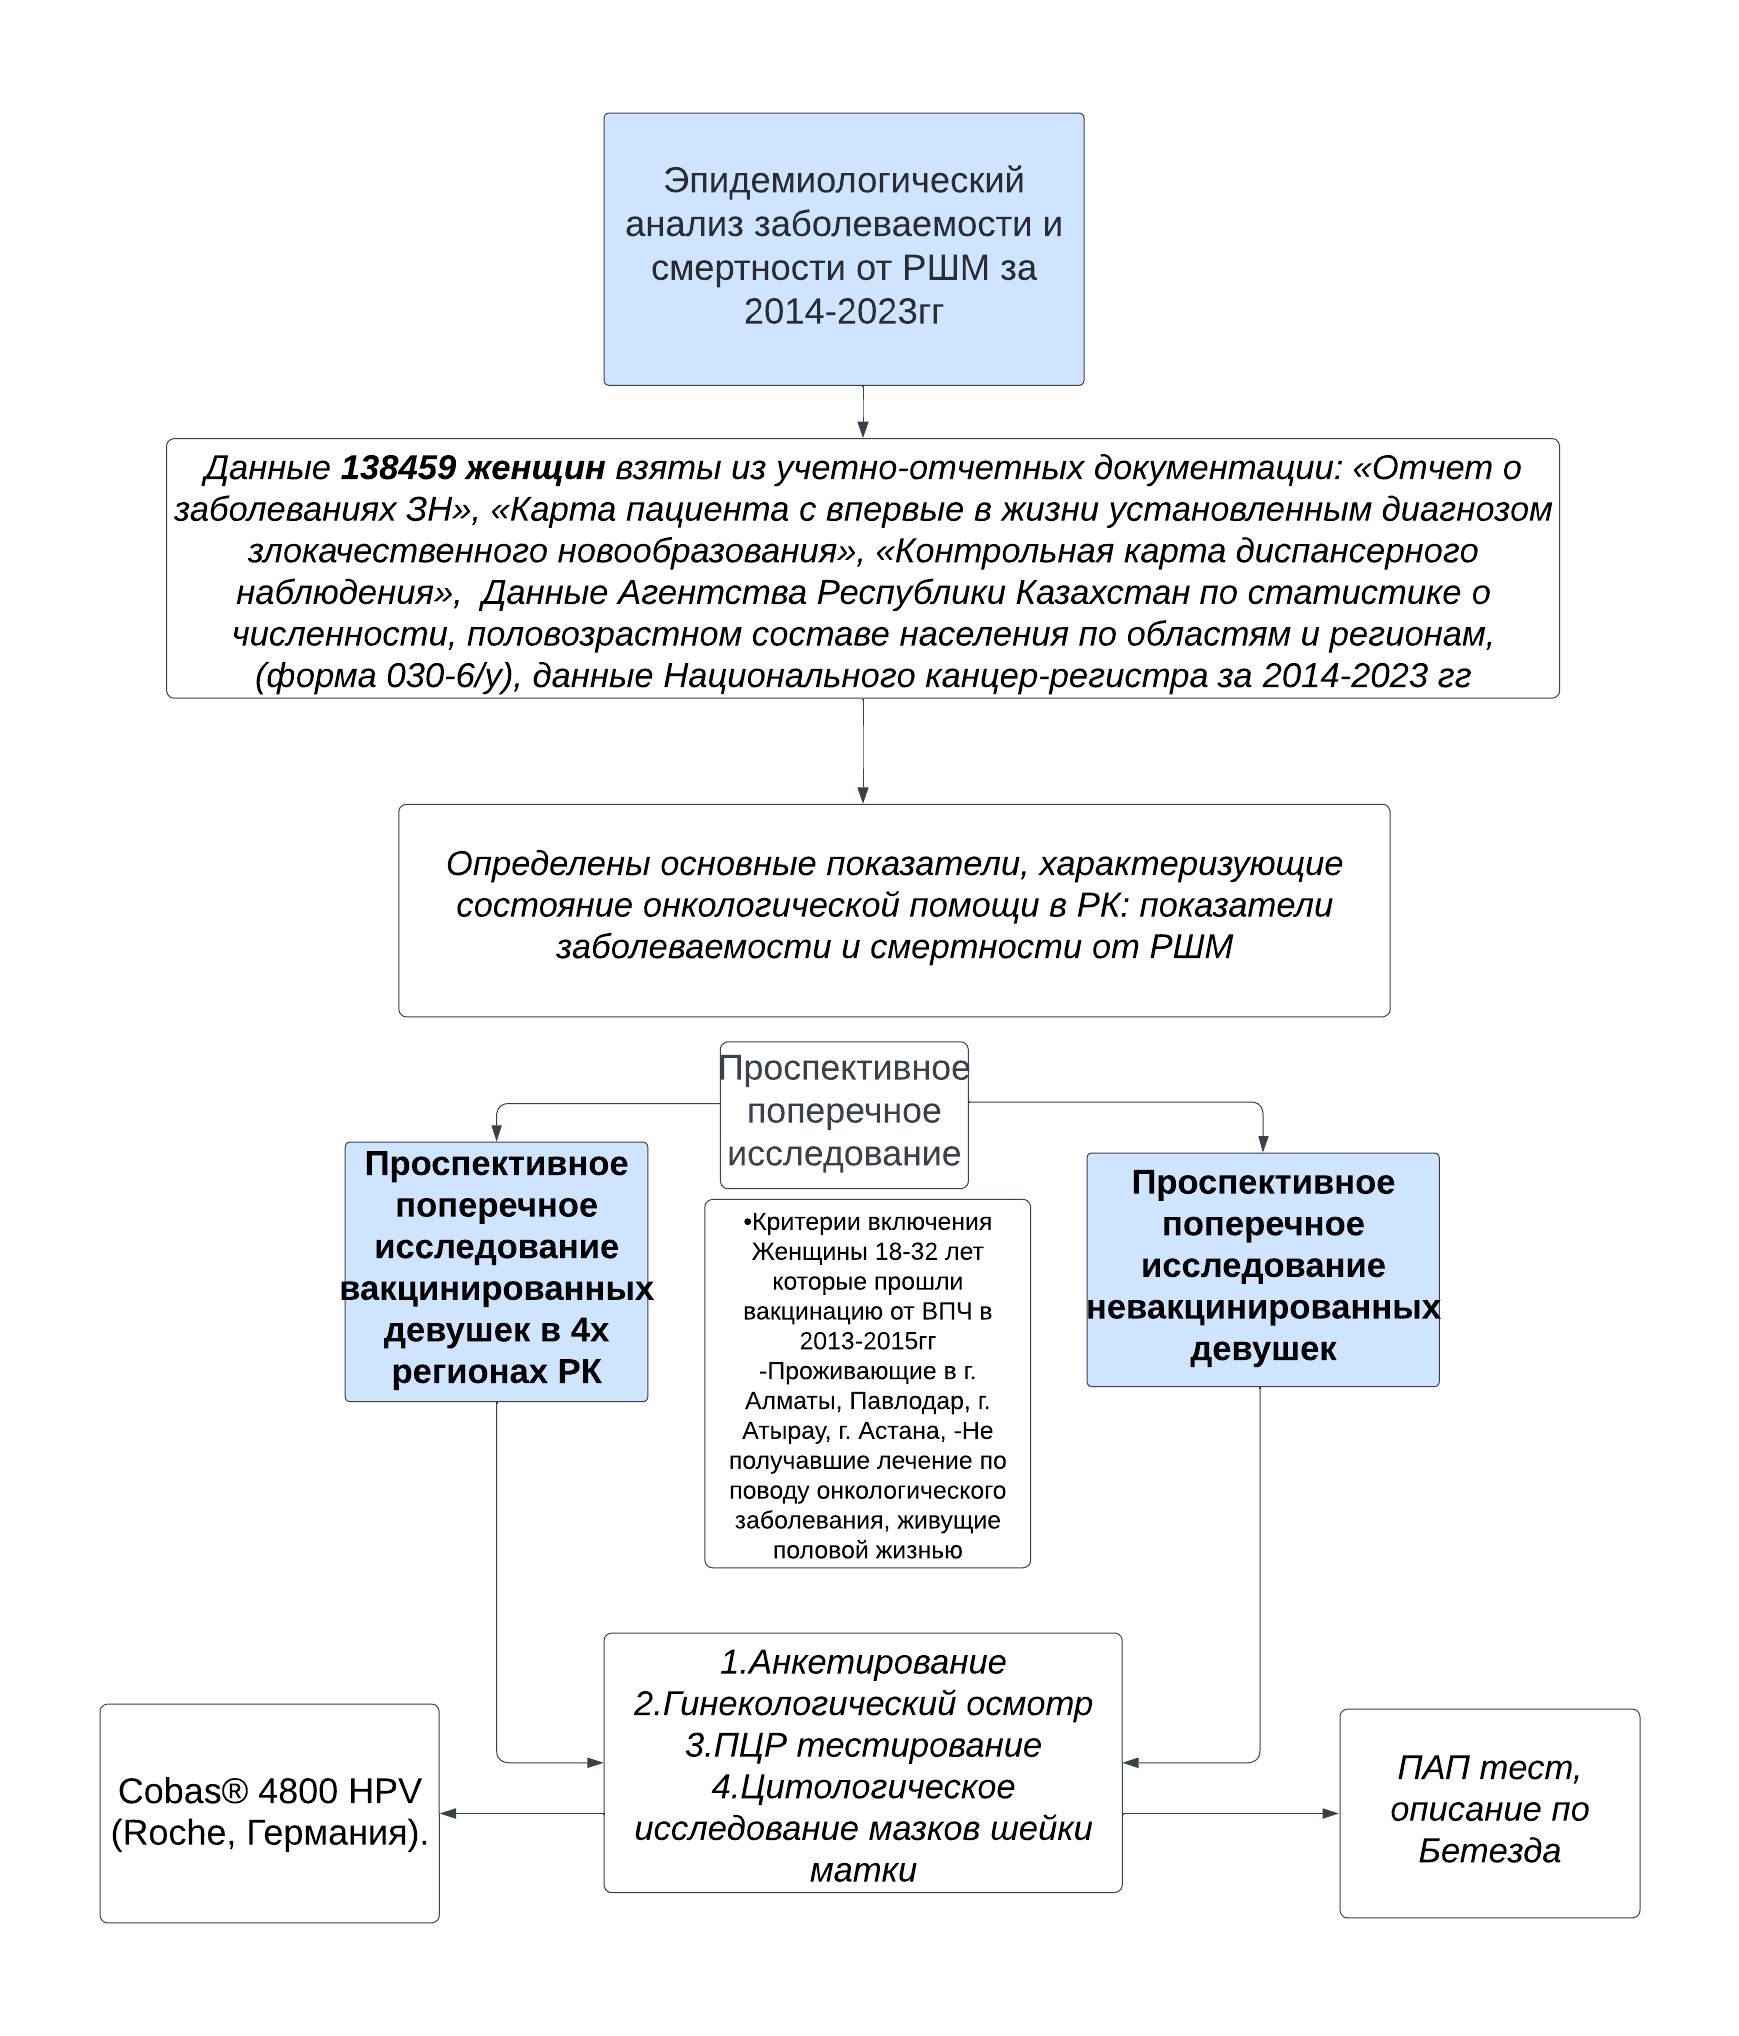 Эпидемиологический
анализ заболеваемости и
смертности от РШМ за
2014-2023гг
Данные 138459 женщин взяты из учетно-отчетных документации: «Отчет о
заболеваниях ЗН», «Карта пациента с впервые в жизни установленным диагнозом
злокачественного новообразования», «Контрольная карта диспансерного
наблюдения», Данные Агентства Республики Казахстан по статистике о
численности, половозрастном составе населения по областям и регионам,
(форма 030-6/у), данные Национального канцер-регистра за 2014-2023 гг
Определены основные показатели, характеризующие
состояние онкологической помощи в РК: показатели
заболеваемости и смертности от РШМ
Проспективное
поперечное
исследование
Проспективное
поперечное
исследование
вакцинированных
девушек в 4х
регионах РК
•Критерии включения
Женщины 18-32 лет
которые прошли
вакцинацию от ВПЧ в
2013-2015гг
-Проживающие в г.
Алматы, Павлодар, г.
Атырау, г. Астана, -Не
получавшие лечение по
поводу онкологического
заболевания, живущие
половой жизнью
Проспективное
поперечное
исследование
невакцинированных
девушек
1.Анкетирование
2.Гинекологический осмотр
3.ПЦР тестирование
4.Цитологическое
исследование мазков шейки
матки
Cobas® 4800 HPV
(Roche, Германия).
ПАП тест,
описание по
Бетезда